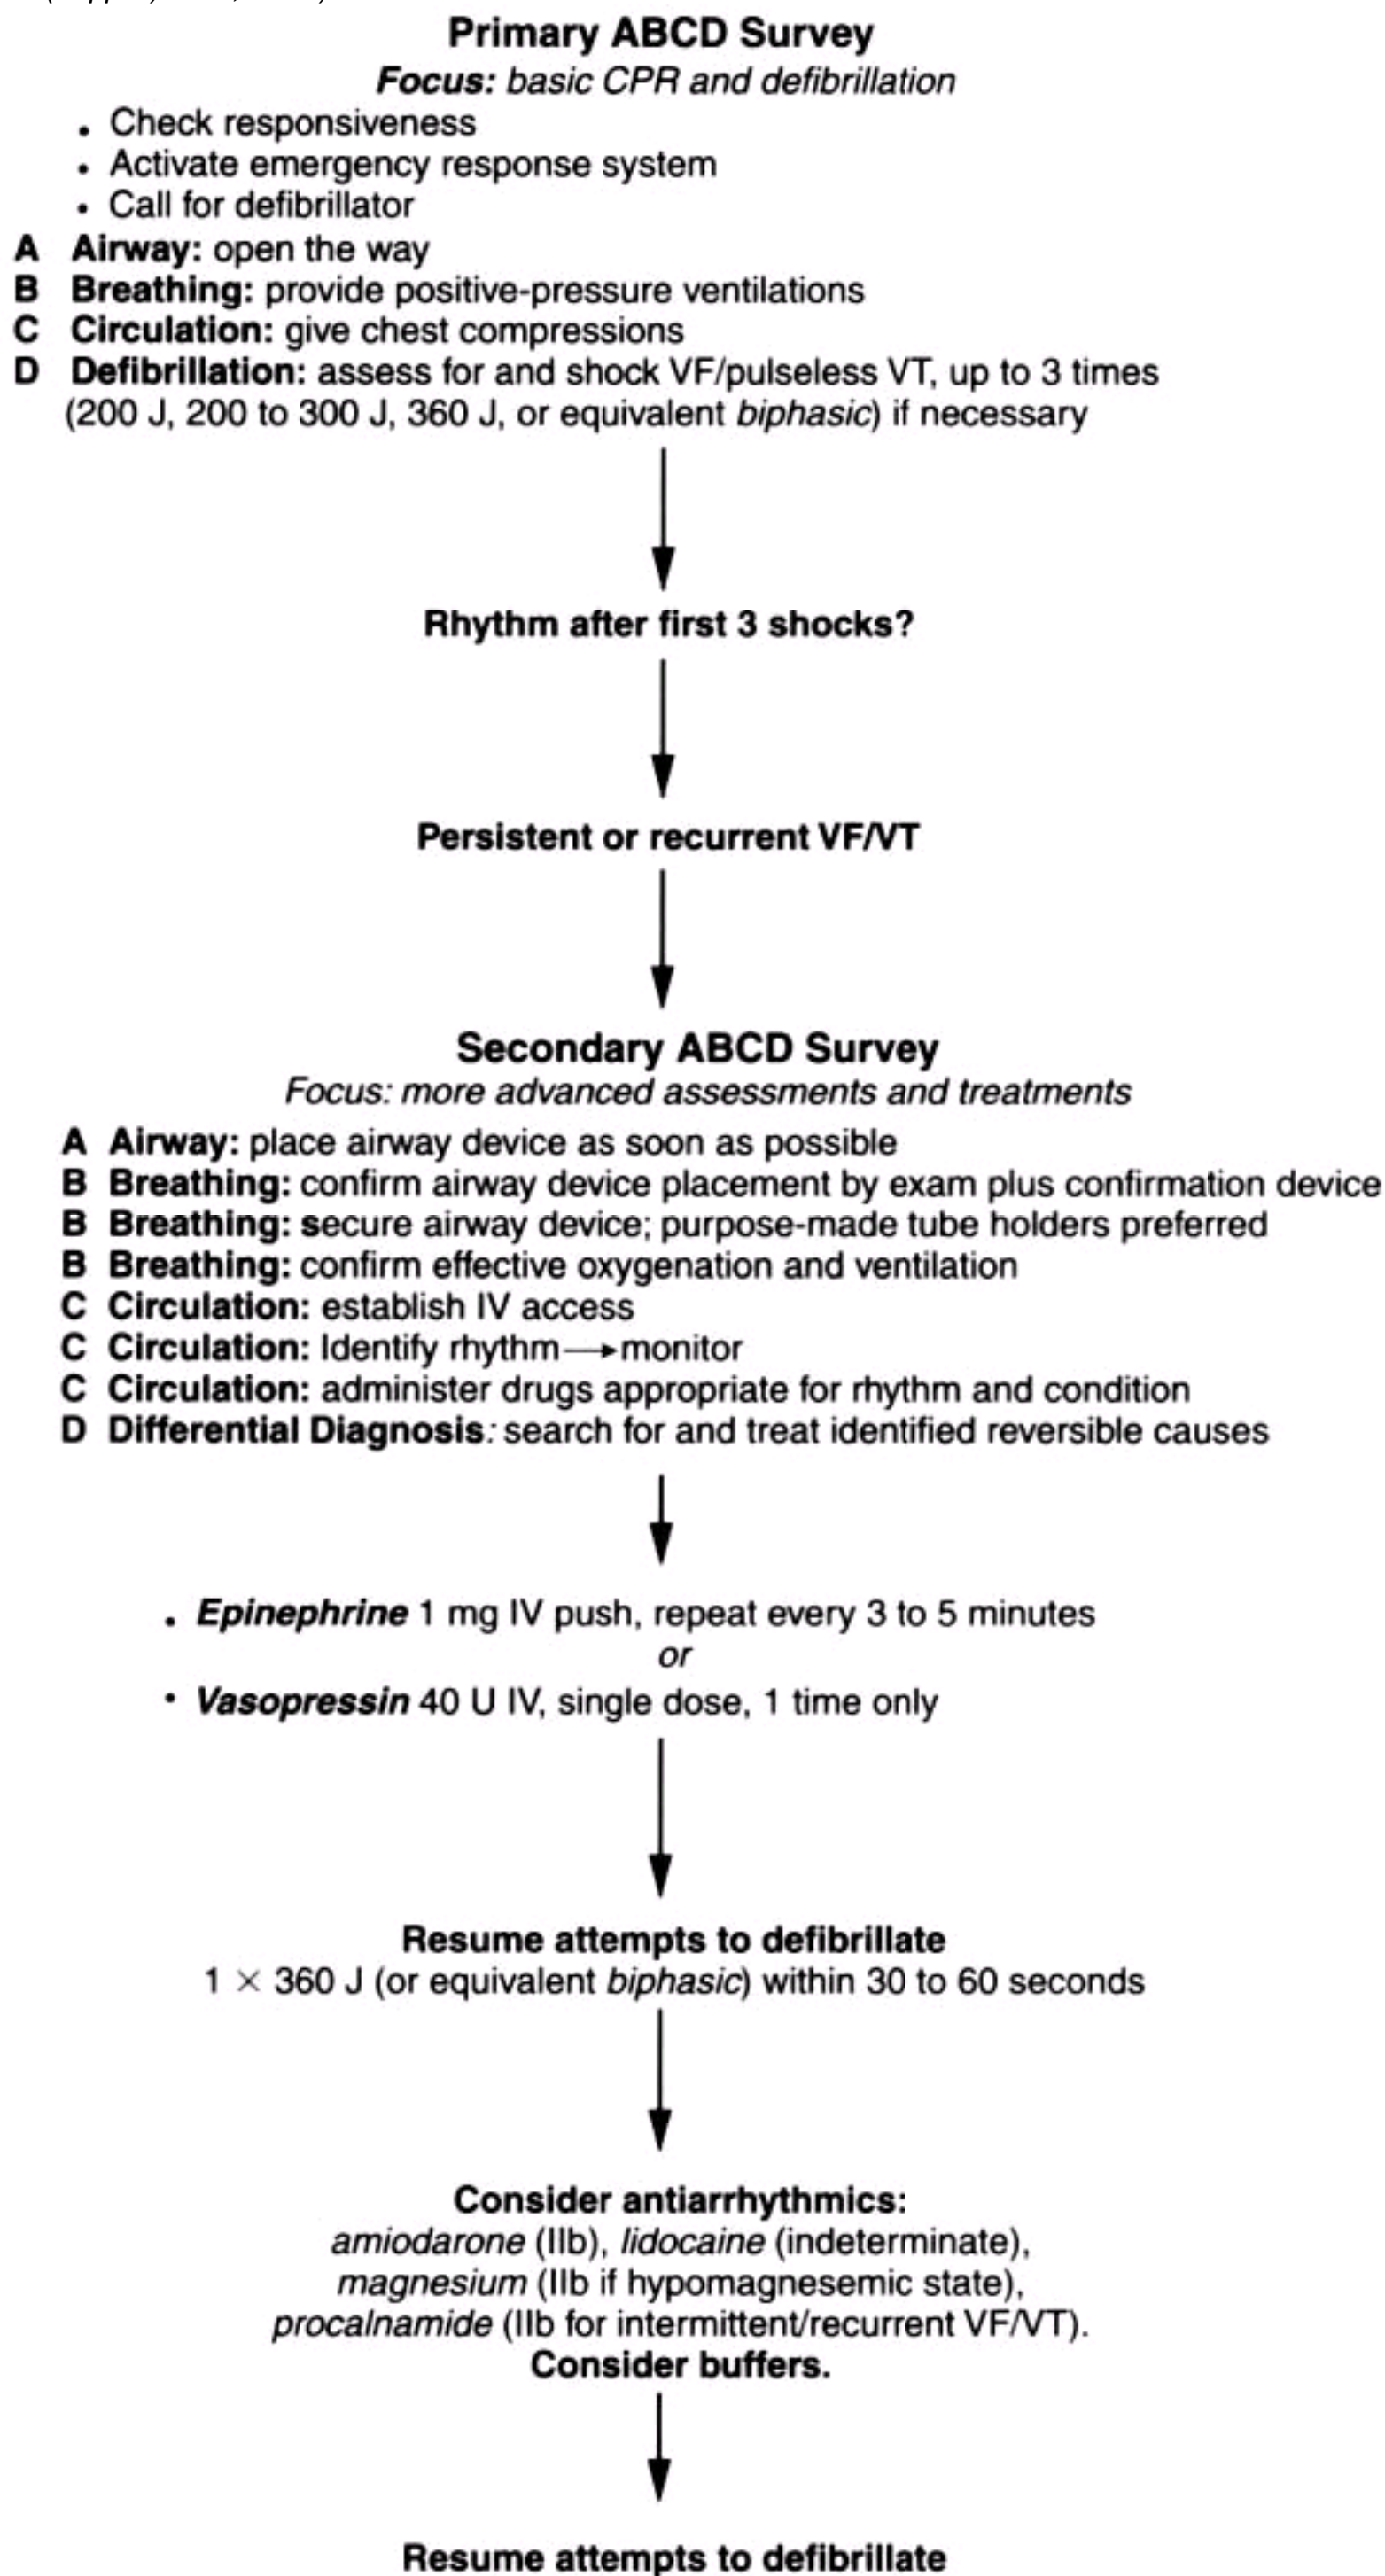 Primary ABCD Survey
Focus: basic CPR and defibrillation
• Check responsiveness
• Activate emergency response system
• Call for defibrillator
A Airway: open the way
B Breathing: provide positive-pressure ventilations
C Circulation: give chest compressions
D Defibrillation: assess for and shock VF/pulseless VT, up to 3 times
(200 J, 200 to 300 J, 360 J, or equivalent biphasic) if necessary
Rhythm after first 3 shocks?
Persistent or recurrent VF/VT
Secondary ABCD Survey
Focus: more advanced assessments and treatments
A Airway: place airway device as soon as possible
B Breathing: confirm airway device placement by exam plus confirmation device
B Breathing: secure airway device; purpose-made tube holders preferred
B Breathing: confirm effective oxygenation and ventilation
C Circulation: establish IV access
C Circulation: Identify rhythm→monitor
C Circulation: administer drugs appropriate for rhythm and condition
D Differential Diagnosis: search for and treat identified reversible causes
• Epinephrine 1 mg IV push, repeat every 3 to 5 minutes
or
• Vasopressin 40 U IV, single dose, 1 time only
Resume attempts to defibrillate
1 × 360 J (or equivalent biphasic) within 30 to 60 seconds
Consider antiarrhythmics:
amiodarone (IIb), lidocaine (indeterminate),
magnesium (IIb if hypomagnesemic state),
procalnamide (IIb for intermittent/recurrent VF/VT).
Consider buffers.
Resume attempts to defibrillate